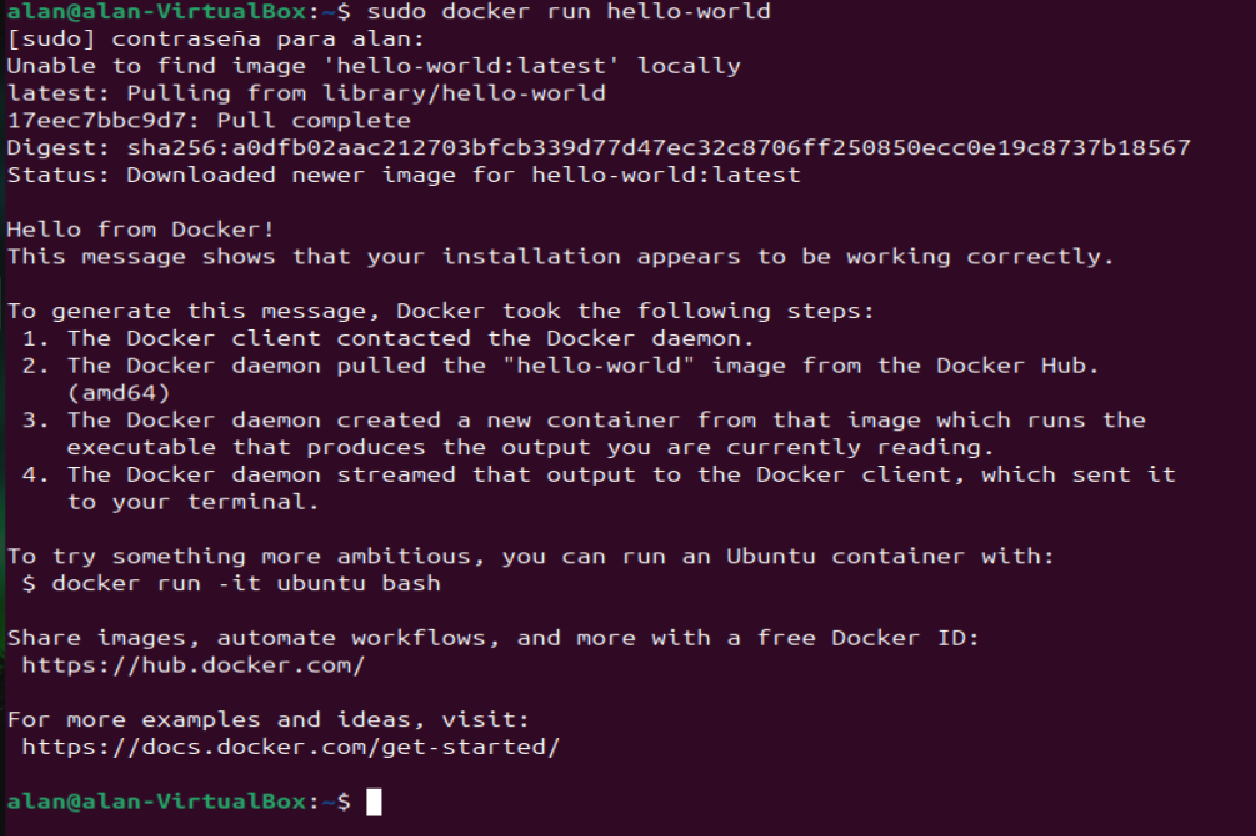 alan@alan-VirtualBox:~$ sudo docker run hello-world
[sudo] contraseña para alan:
Unable to find image 'hello-world:latest' locally
latest: Pulling from library/hello-world
17eec7bbc9d7: Pull complete
Digest: sha256:a0dfb02aac212703bfcb339d77d47ec32c8706ff250850ecc0e19c8737b18567
Status: Downloaded newer image for hello-world:latest

Hello from Docker!
This message shows that your installation appears to be working correctly.

To generate this message, Docker took the following steps:
 1. The Docker client contacted the Docker daemon.
 2. The Docker daemon pulled the "hello-world" image from the Docker Hub.
    (amd64)
 3. The Docker daemon created a new container from that image which runs the
    executable that produces the output you are currently reading.
 4. The Docker daemon streamed that output to the Docker client, which sent it
    to your terminal.

To try something more ambitious, you can run an Ubuntu container with:
 $ docker run -it ubuntu bash

Share images, automate workflows, and more with a free Docker ID:
 https://hub.docker.com/

For more examples and ideas, visit:
 https://docs.docker.com/get-started/

alan@alan-VirtualBox:~$